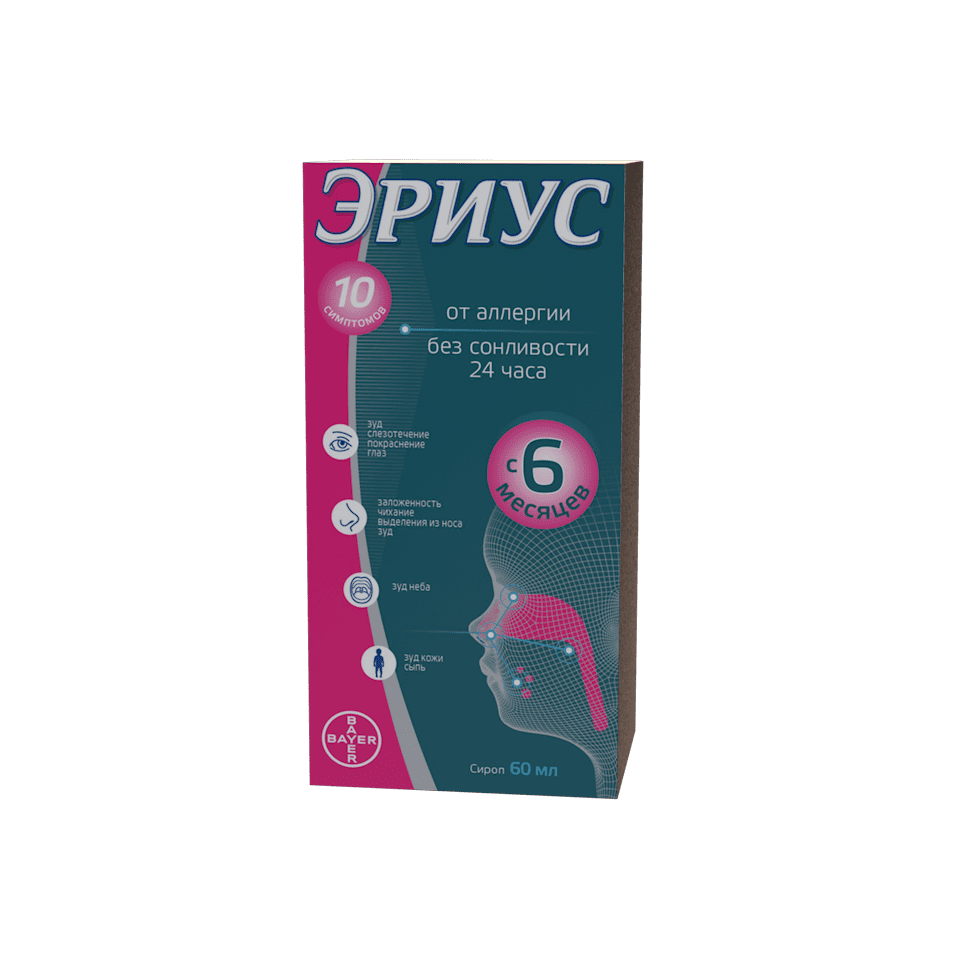 ЭРИУС
10
симптомов
от аллергии
без сонливости
24 часа
зуд
слезотечение
покраснение
глаз
с 6
месяцев
заложенность
чихание
выделения из носа
зуд
зуд неба
зуд кожи
сыпь
BAYER
BAYER
Сироп 60 мл